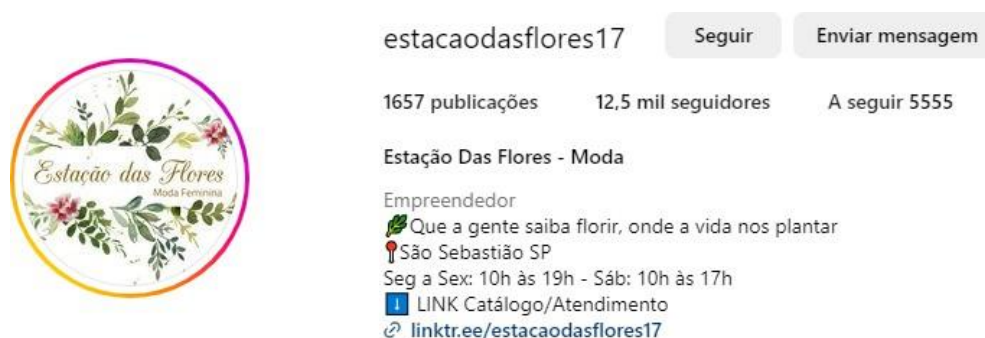 Estação das Flores
Moda Feminina
estacaodasflores17 Seguir Enviar mensagem
1657 publicações 12,5 mil seguidores A seguir 5555
Estação Das Flores - Moda
Empreendedor
🌿Que a gente saiba florir, onde a vida nos plantar
📍São Sebastião SP
Seg a Sex: 10h às 19h - Sáb: 10h às 17h
⬇️ LINK Catálogo/Atendimento
linktr.ee/estacaodasflores17